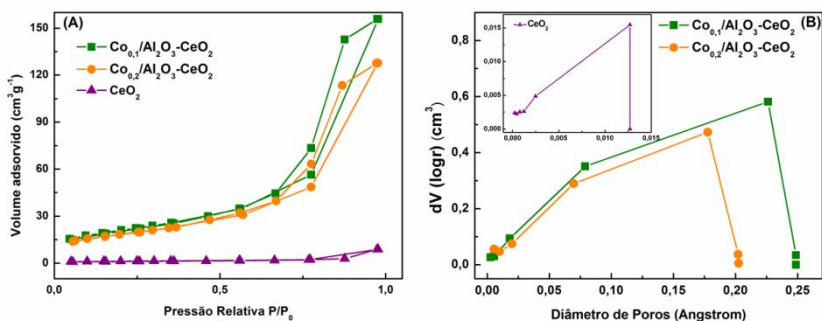 (A)
Co0,1/Al2O3-CeO2
Co0,2/Al2O3-CeO2
CeO2
Volume adsorvido (cm3g-1)
150
120
90
60
30
0
0,0
0,5
1,0
Pressão Relativa P/P0
(B)
Co0,1/Al2O3-CeO2
Co0,2/Al2O3-CeO2
CeO2
0,015
0,010
0,005
0,000
0,000
0,005
0,010
0,015
dV (logr) (cm3)
0,8
0,6
0,4
0,2
0,0
0,00
0,05
0,10
0,15
0,20
0,25
Diâmetro de Poros (Angstrom)